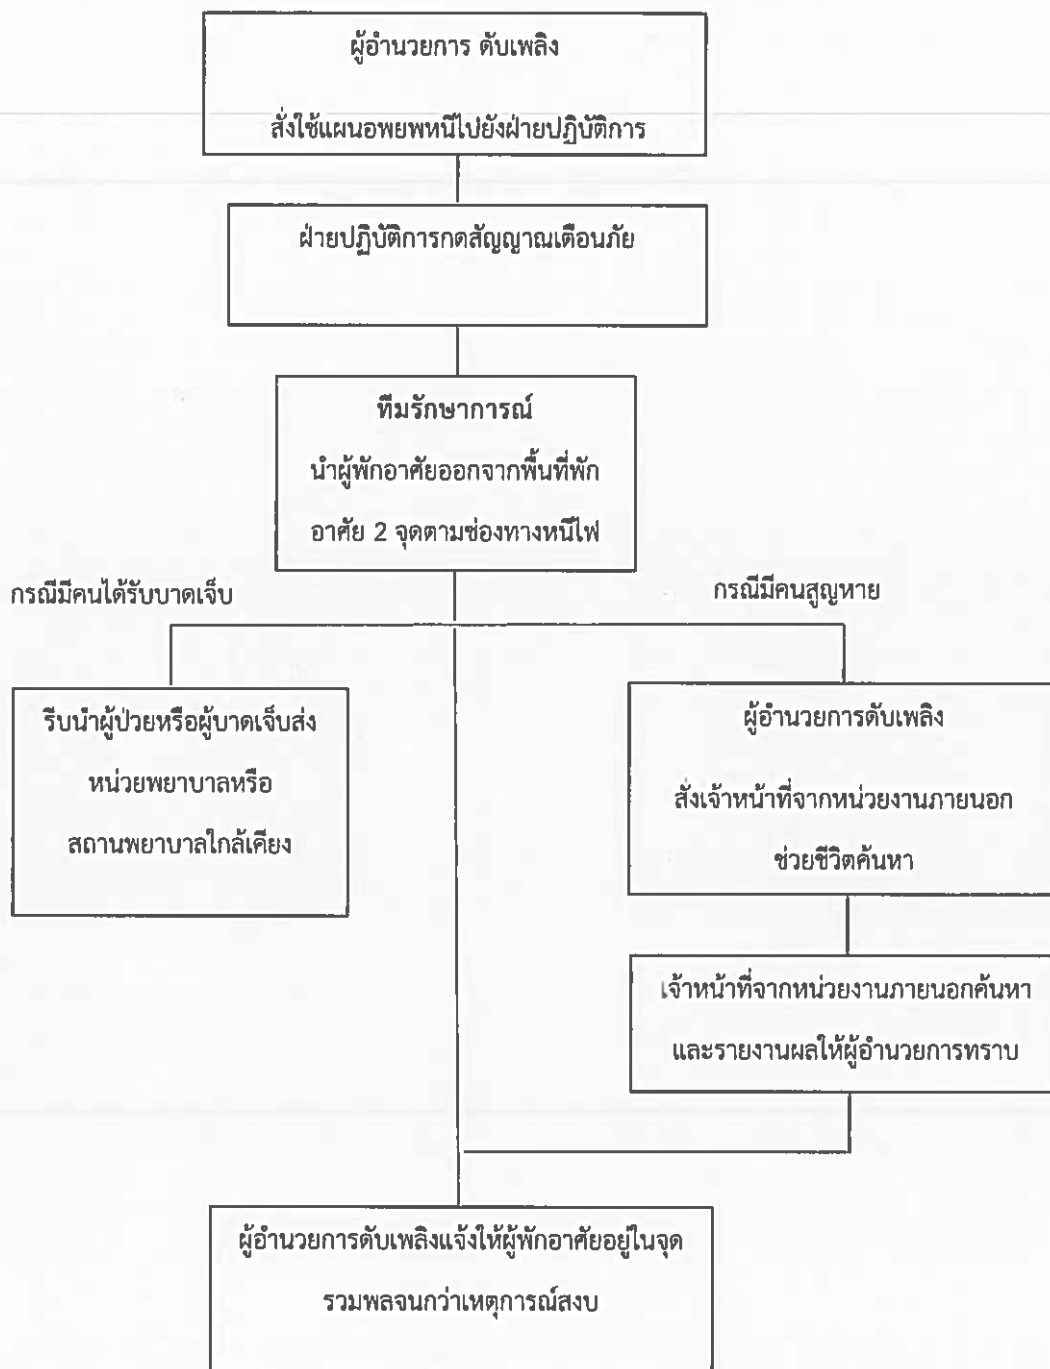 ผู้อำนวยการ ดับเพลิง
สั่งใช้แผนอพยพหนีไปยังฝ่ายปฏิบัติการ
ฝ่ายปฏิบัติการกดสัญญาณเตือนภัย
ทีมรักษาการณ์
นำผู้พักอาศัยออกจากพื้นที่พัก
อาศัย 2 จุดตามช่องทางหนีไฟ
กรณีมีคนได้รับบาดเจ็บ
กรณีมีคนสูญหาย
รีบนำผู้ป่วยหรือผู้บาดเจ็บส่ง
หน่วยพยาบาลหรือ
สถานพยาบาลใกล้เคียง
ผู้อำนวยการดับเพลิง
สั่งเจ้าหน้าที่จากหน่วยงานภายนอก
ช่วยชีวิตค้นหา
เจ้าหน้าที่จากหน่วยงานภายนอกค้นหา
และรายงานผลให้ผู้อำนวยการทราบ
ผู้อำนวยการดับเพลิงแจ้งให้ผู้พักอาศัยอยู่ในจุด
รวมพลจนกว่าเหตุการณ์สงบ